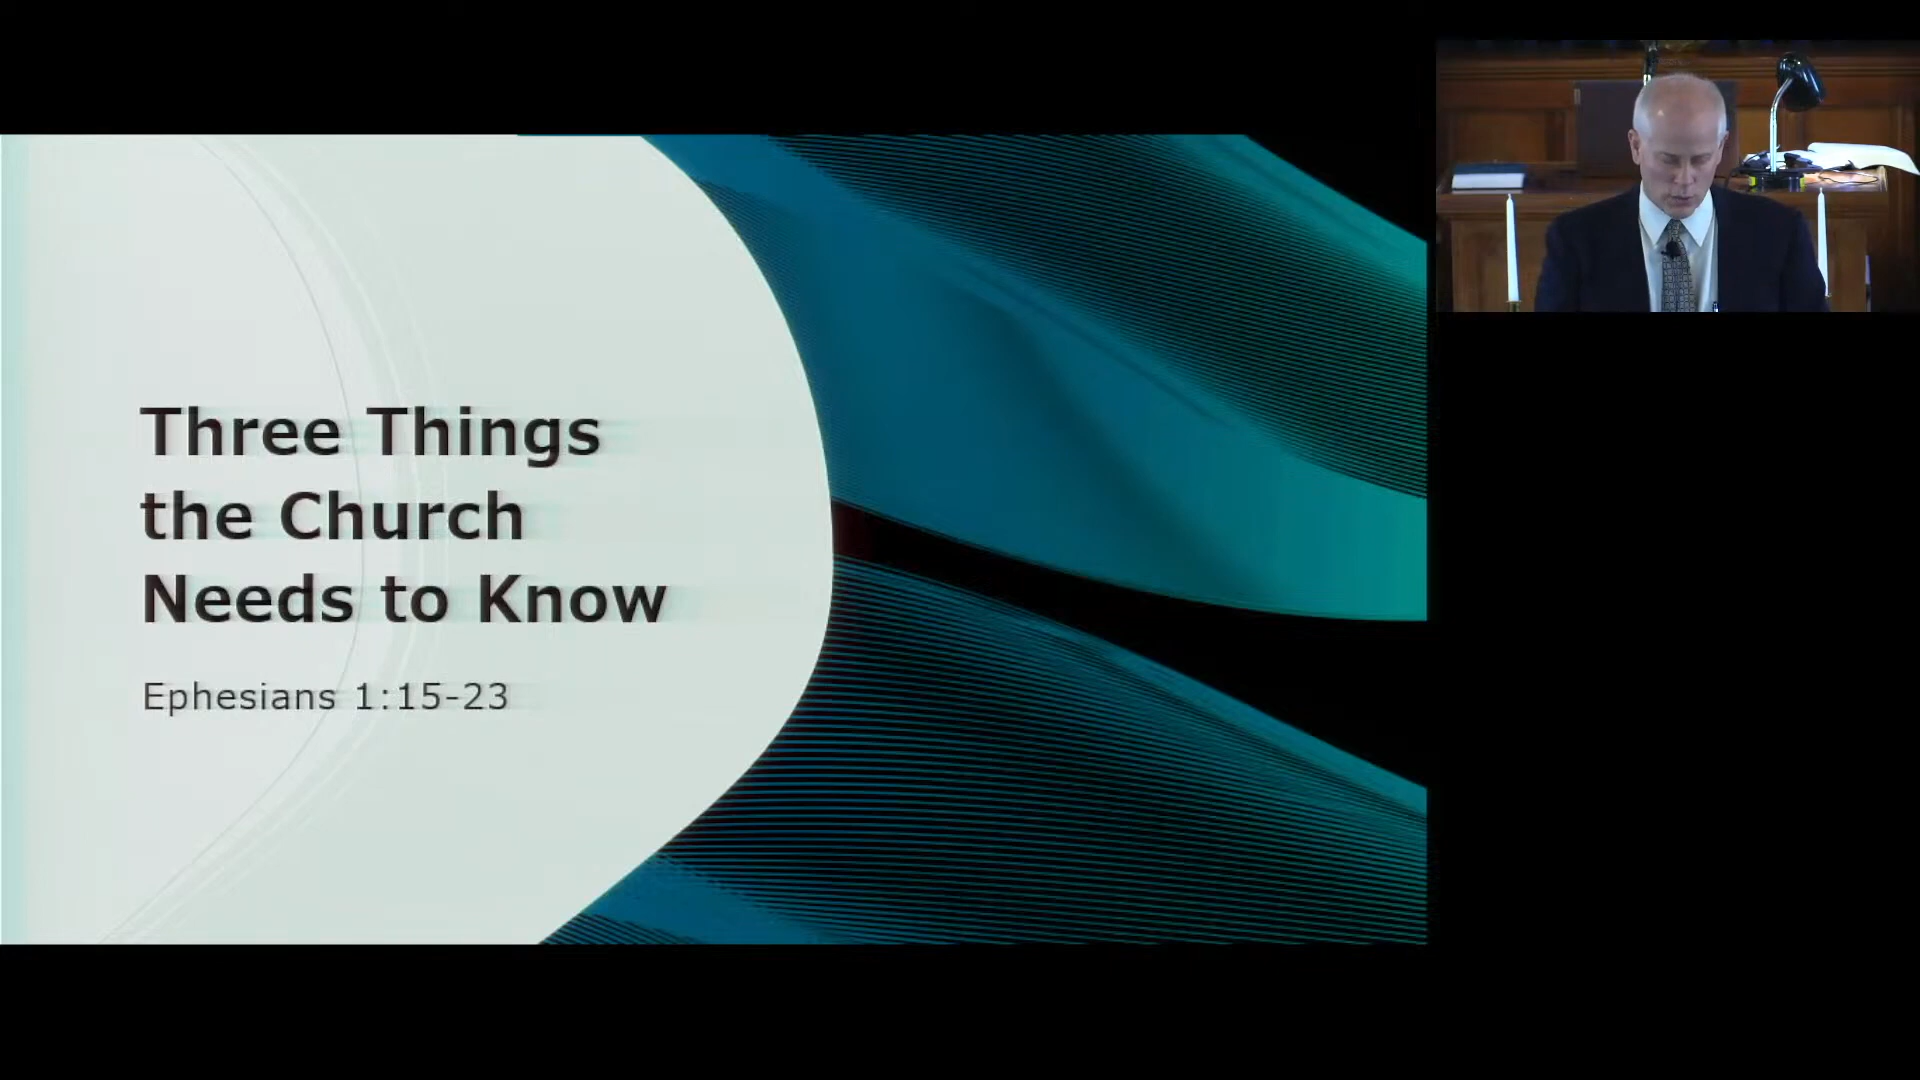 Three Things
the Church
Needs to Know
Ephesians 1:15-23